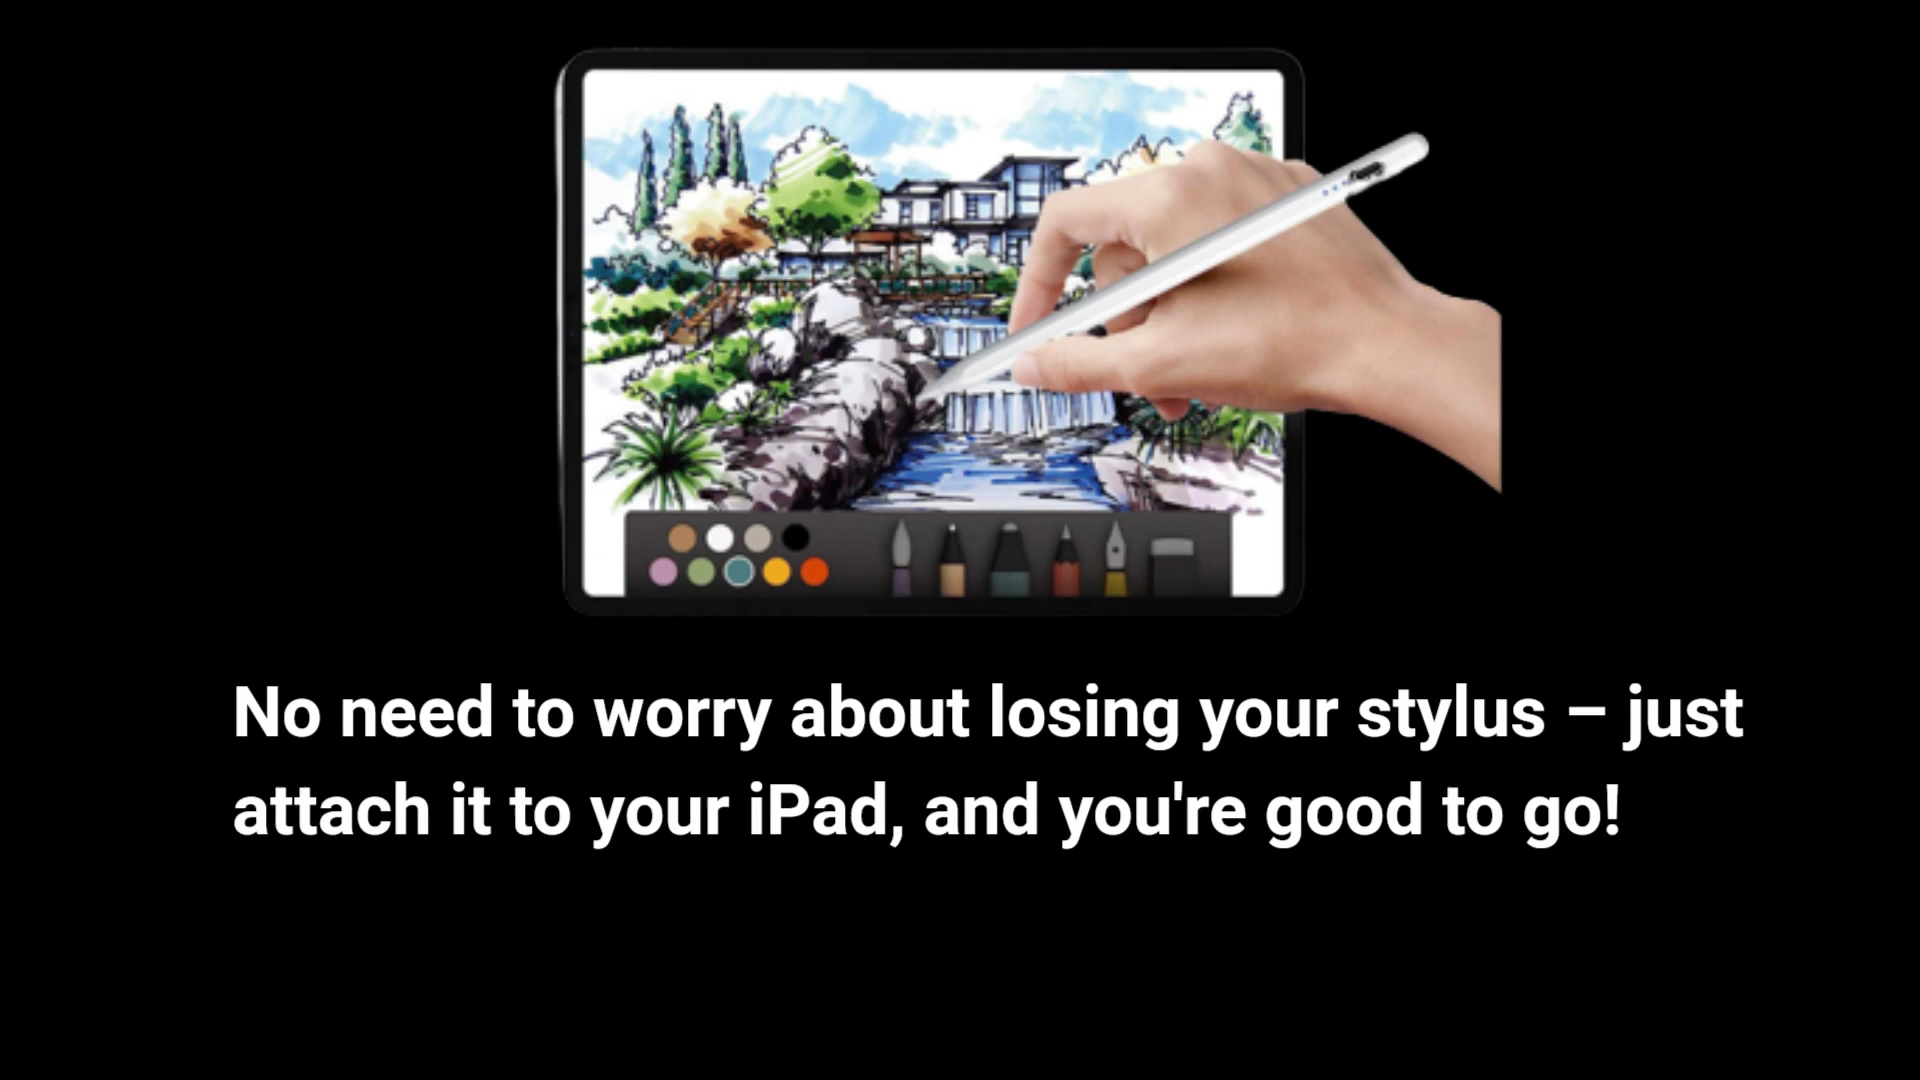 No need to worry about losing your stylus – just
attach it to your iPad, and you're good to go!